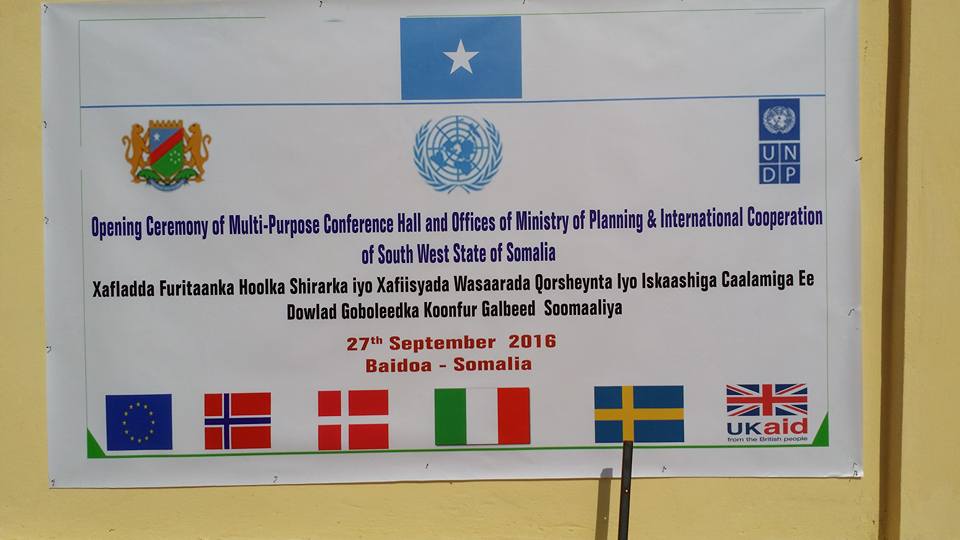 UN
DP
Opening Ceremony of Multi-Purpose Conference Hall and Offices of Ministry of Planning & International Cooperation
of South West State of Somalia
Xafladda Furitaanka Hoolka Shirarka iyo Xafiisyada Wasaarada Qorsheynta Iyo Iskaashiga Caalamiga Ee
Dowlad Goboleedka Koonfur Galbeed Soomaaliya
27th September 2016
Baidoa - Somalia
UKaid
from the British people